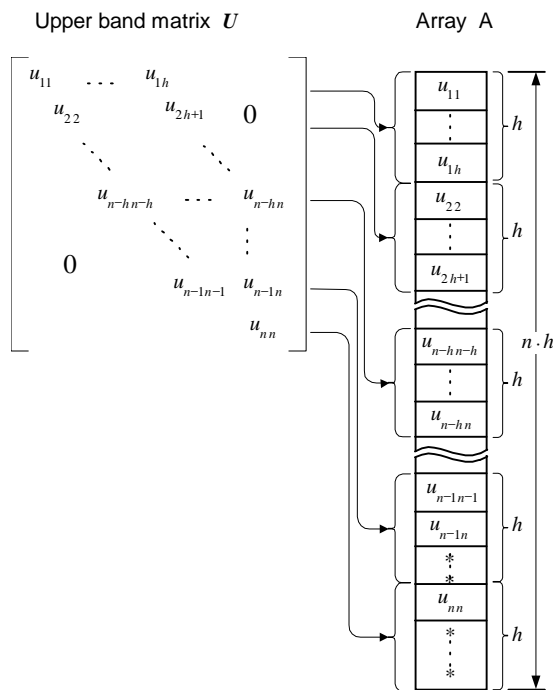 Upper band matrix U
Array A
u11 ... u1h
u22 u2h+1 0
un−hn−h ... un−hn
0
un−1n−1 un−1n
unn
u11
u1h
h
u22
u2h+1
h
un−hn−h
un−hn
h
n · h
un−1n−1
un−1n
*
*
h
unn
*
*
h